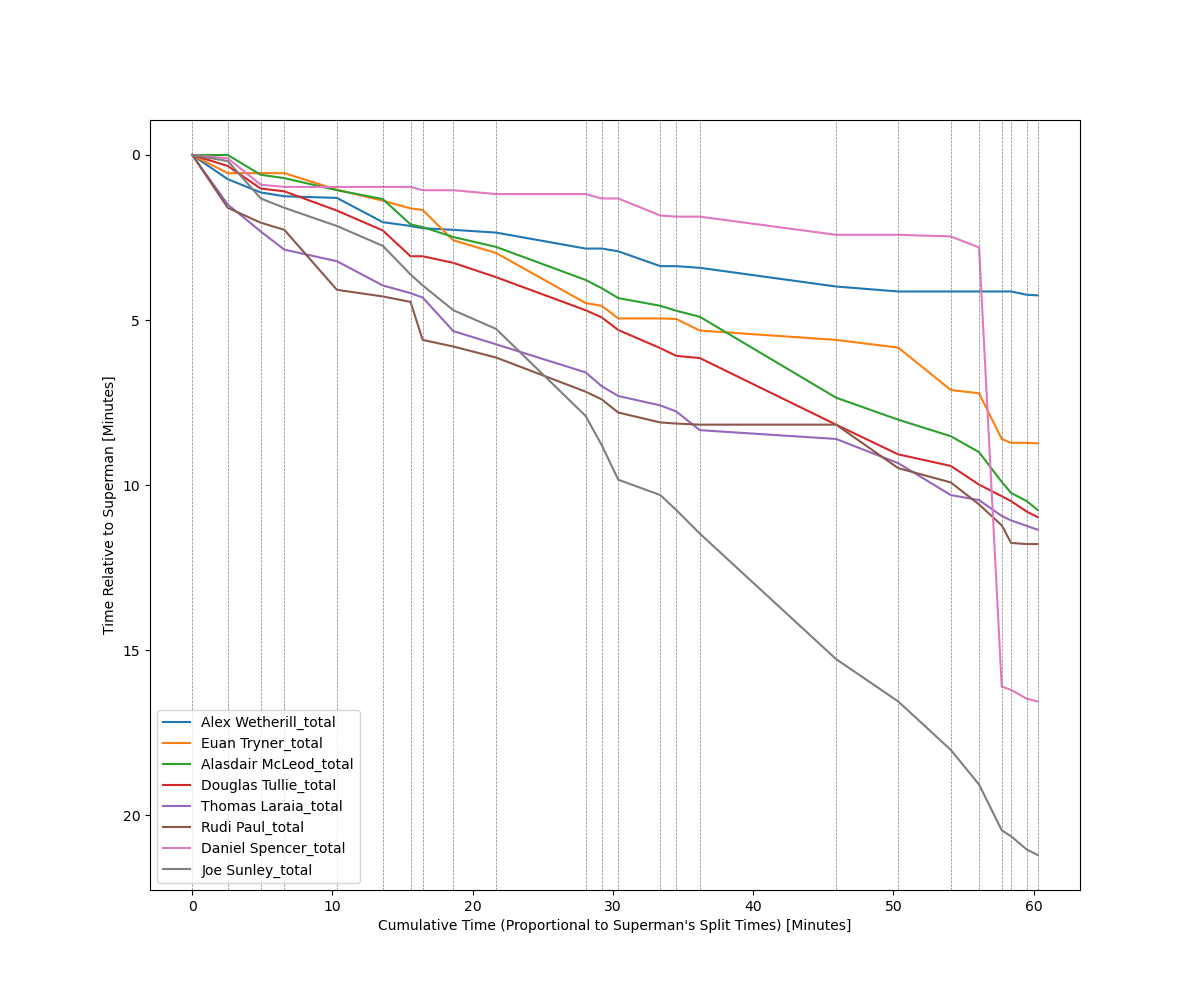 0
5
10
15
20
Time Relative to Superman [Minutes]
Alex Wetherill_total
Euan Tryner_total
Alasdair McLeod_total
Douglas Tullie_total
Thomas Laraia_total
Rudi Paul_total
Daniel Spencer_total
Joe Sunley_total
0 10 20 30 40 50 60
Cumulative Time (Proportional to Superman's Split Times) [Minutes]